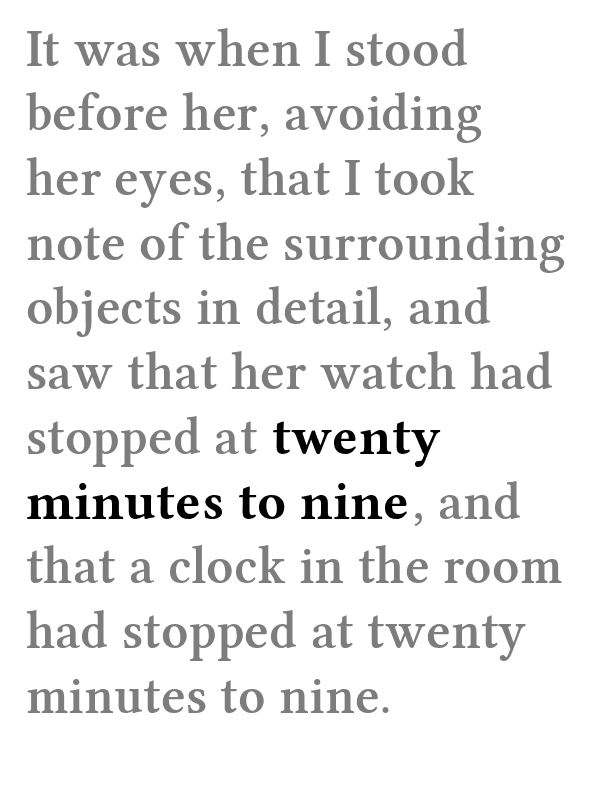 It was when I stood
before her, avoiding
her eyes, that I took
note of the surrounding
objects in detail, and
saw that her watch had
stopped at twenty
minutes to nine, and
that a clock in the room
had stopped at twenty
minutes to nine.